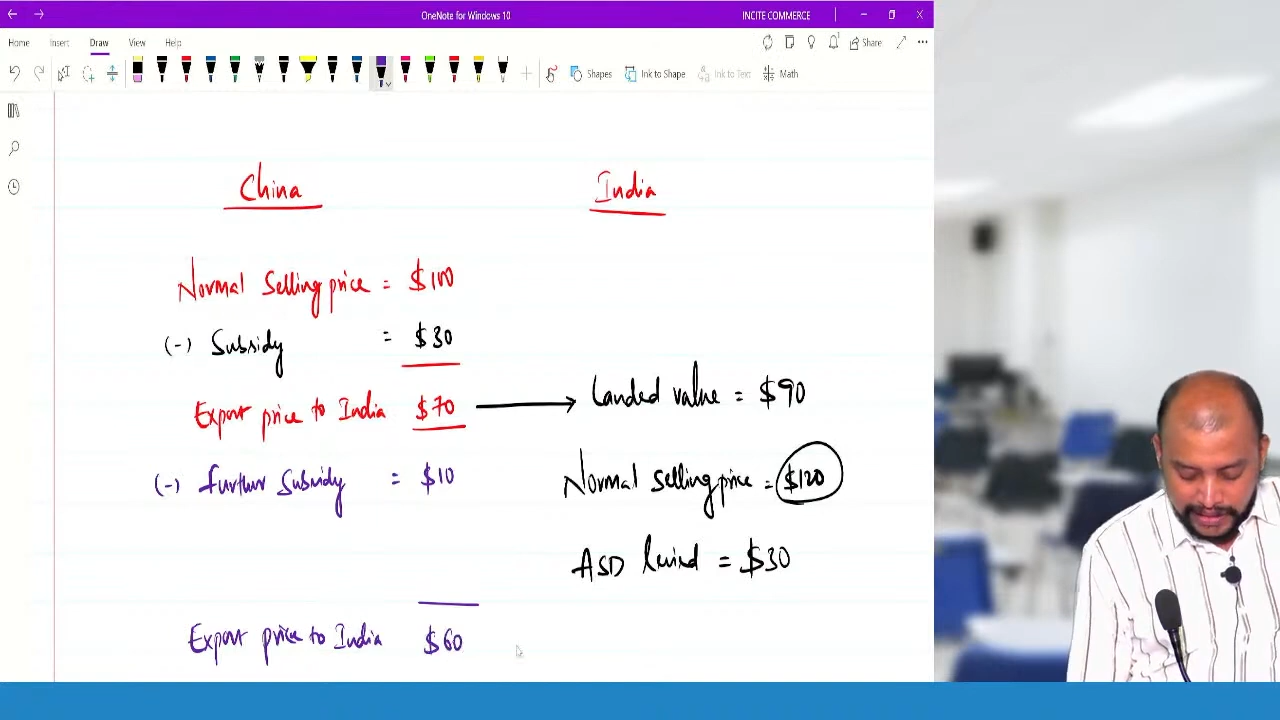 OneNote for Windows 10
INCITE COMMERCE
Home Insert Draw View Help
Share
Shapes Ink to Shape Ink to Text Math
China
India
Normal Selling price = $100
(-) Subsidy = $30
Export price to India $70
Landed value = $90
(-) further Subsidy = $10
Normal Selling price = $120
ASD levied = $30
Export price to India $60